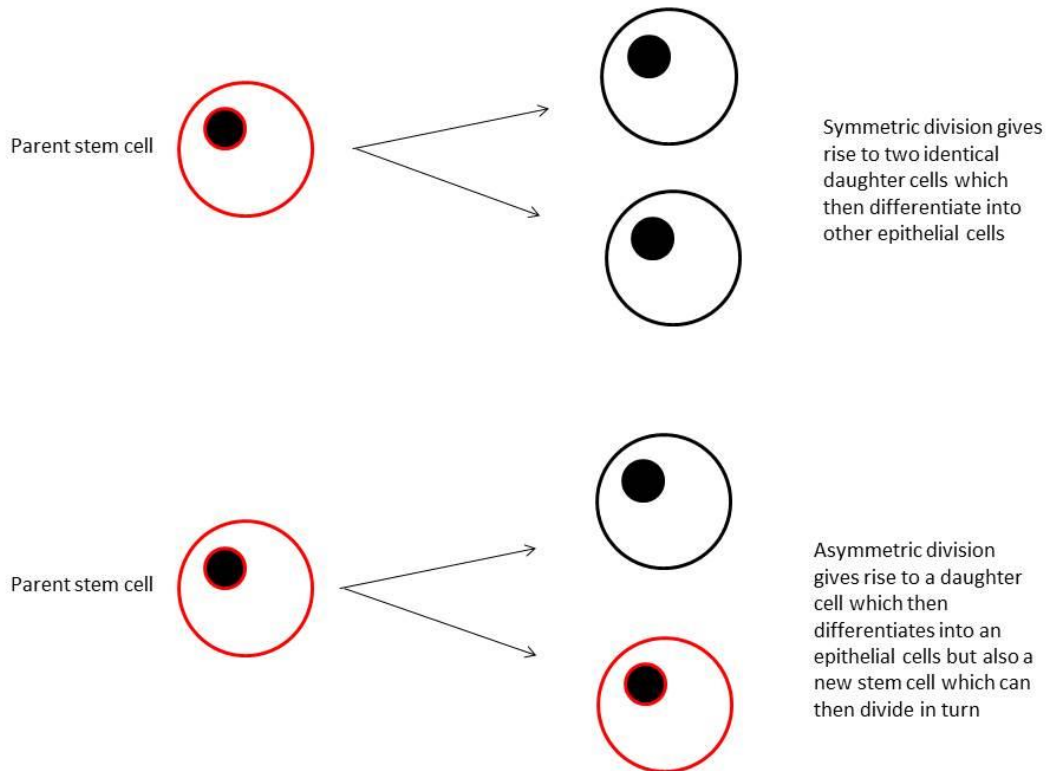 Parent stem cell
Symmetric division gives
rise to two identical
daughter cells which
then differentiate into
other epithelial cells
Parent stem cell
Asymmetric division
gives rise to a daughter
cell which then
differentiates into an
epithelial cells but also a
new stem cell which can
then divide in turn